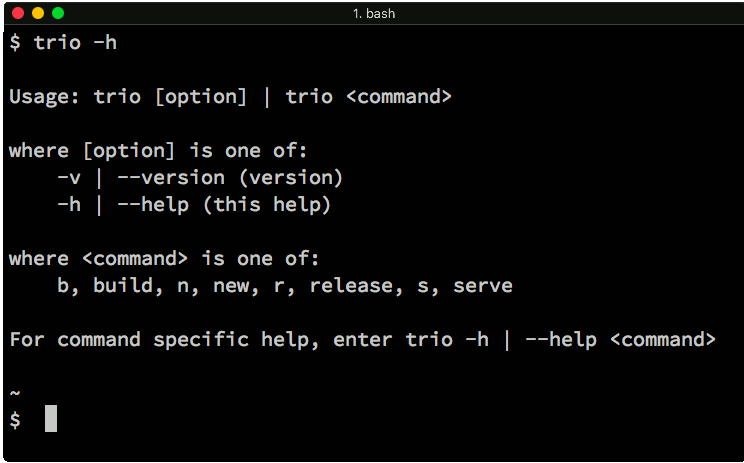 1. bash
$ trio -h
Usage: trio [option] | trio <command>
where [option] is one of:
-v | --version (version)
-h | --help (this help)
where <command> is one of:
b, build, n, new, r, release, s, serve
For command specific help, enter trio -h | --help <command>
~
$